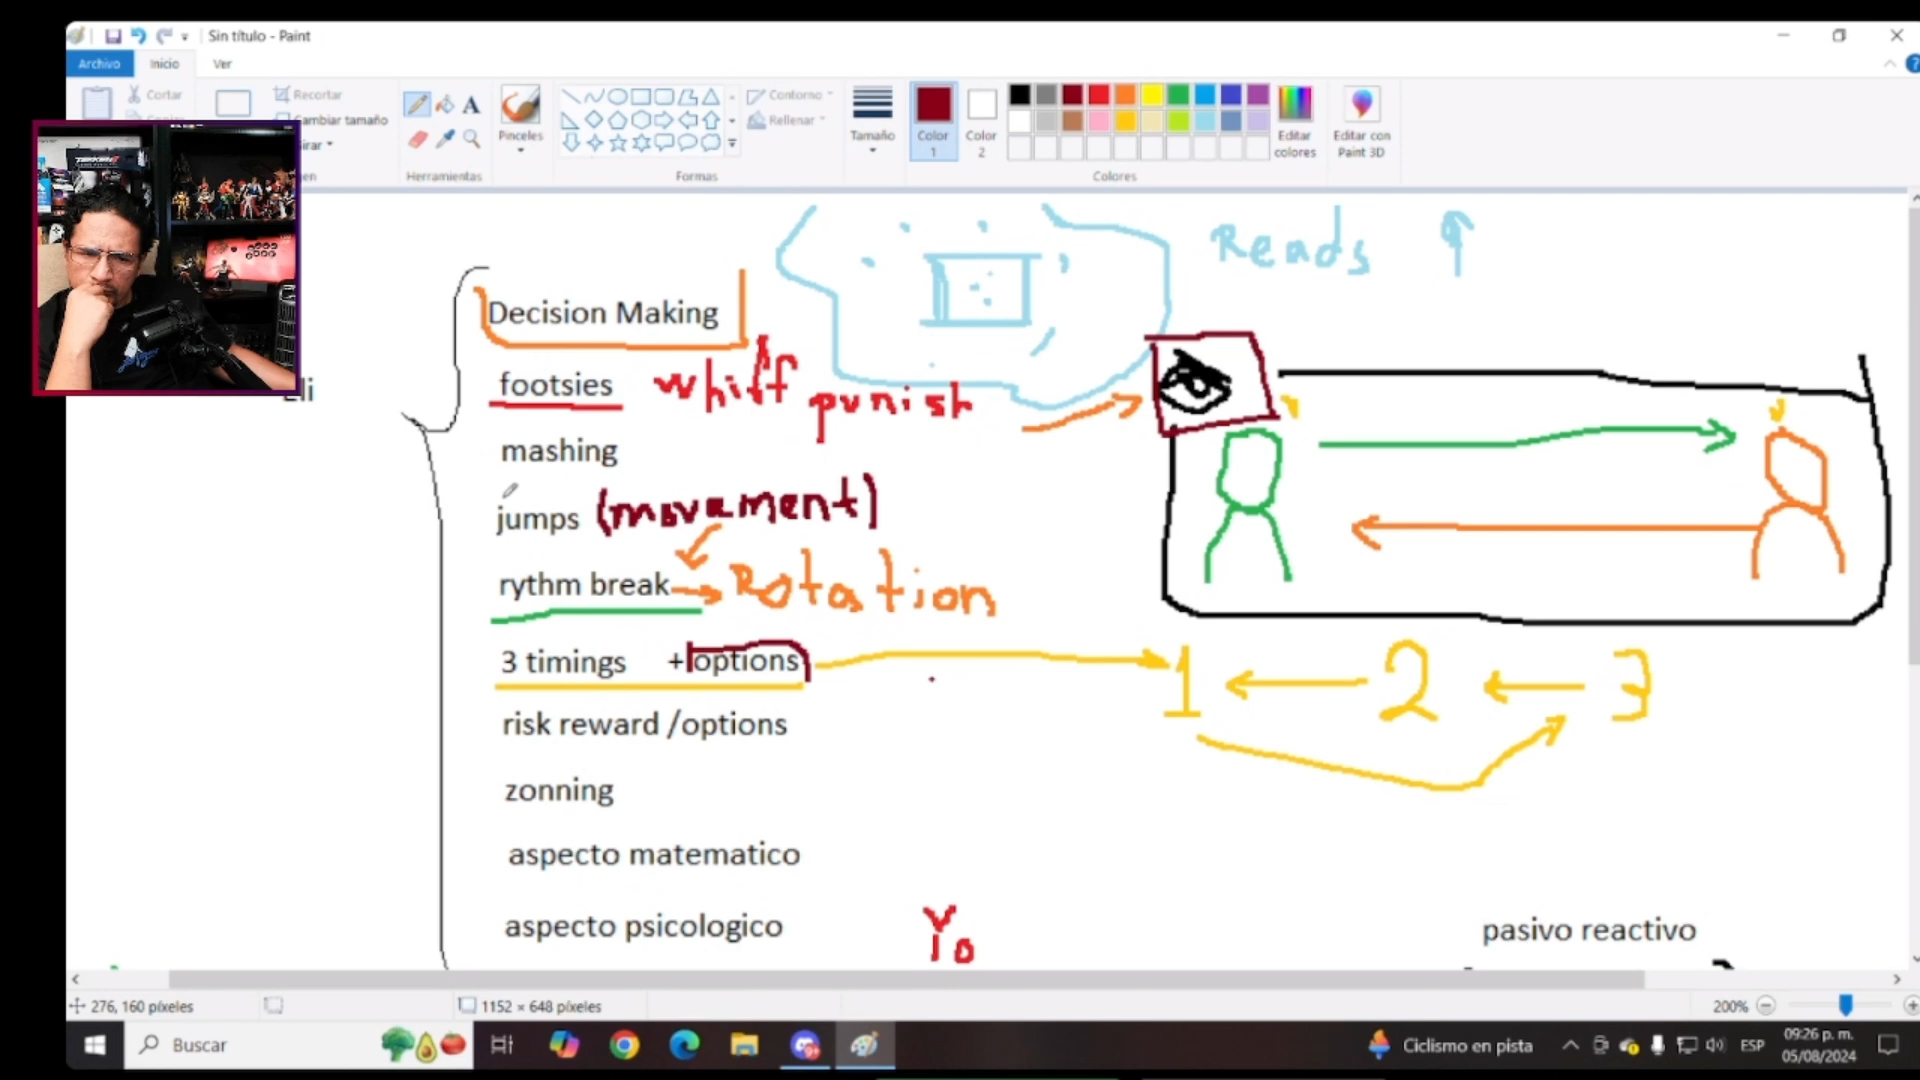 Sin título - Paint
Archivo Inicio Ver
Cortar
Recortar
Cambiar tamaño
Herramientas
Pinceles
Formas
Contorno
Rellenar
Tamaño
Color 1
Color 2
Editar colores
Editar con Paint 3D
Colores
TEKKEN 8
Reads
Decision Making
footsies whiff punish
mashing
jumps (movement)
rythm break Rotation
3 timings +options 1 2 3
risk reward /options
zonning
aspecto matematico
aspecto psicologico Yo
pasivo reactivo
276, 160 píxeles
1152 × 648 píxeles
200%
Buscar
Ciclismo en pista
ESP
09:26 p. m.
05/08/2024